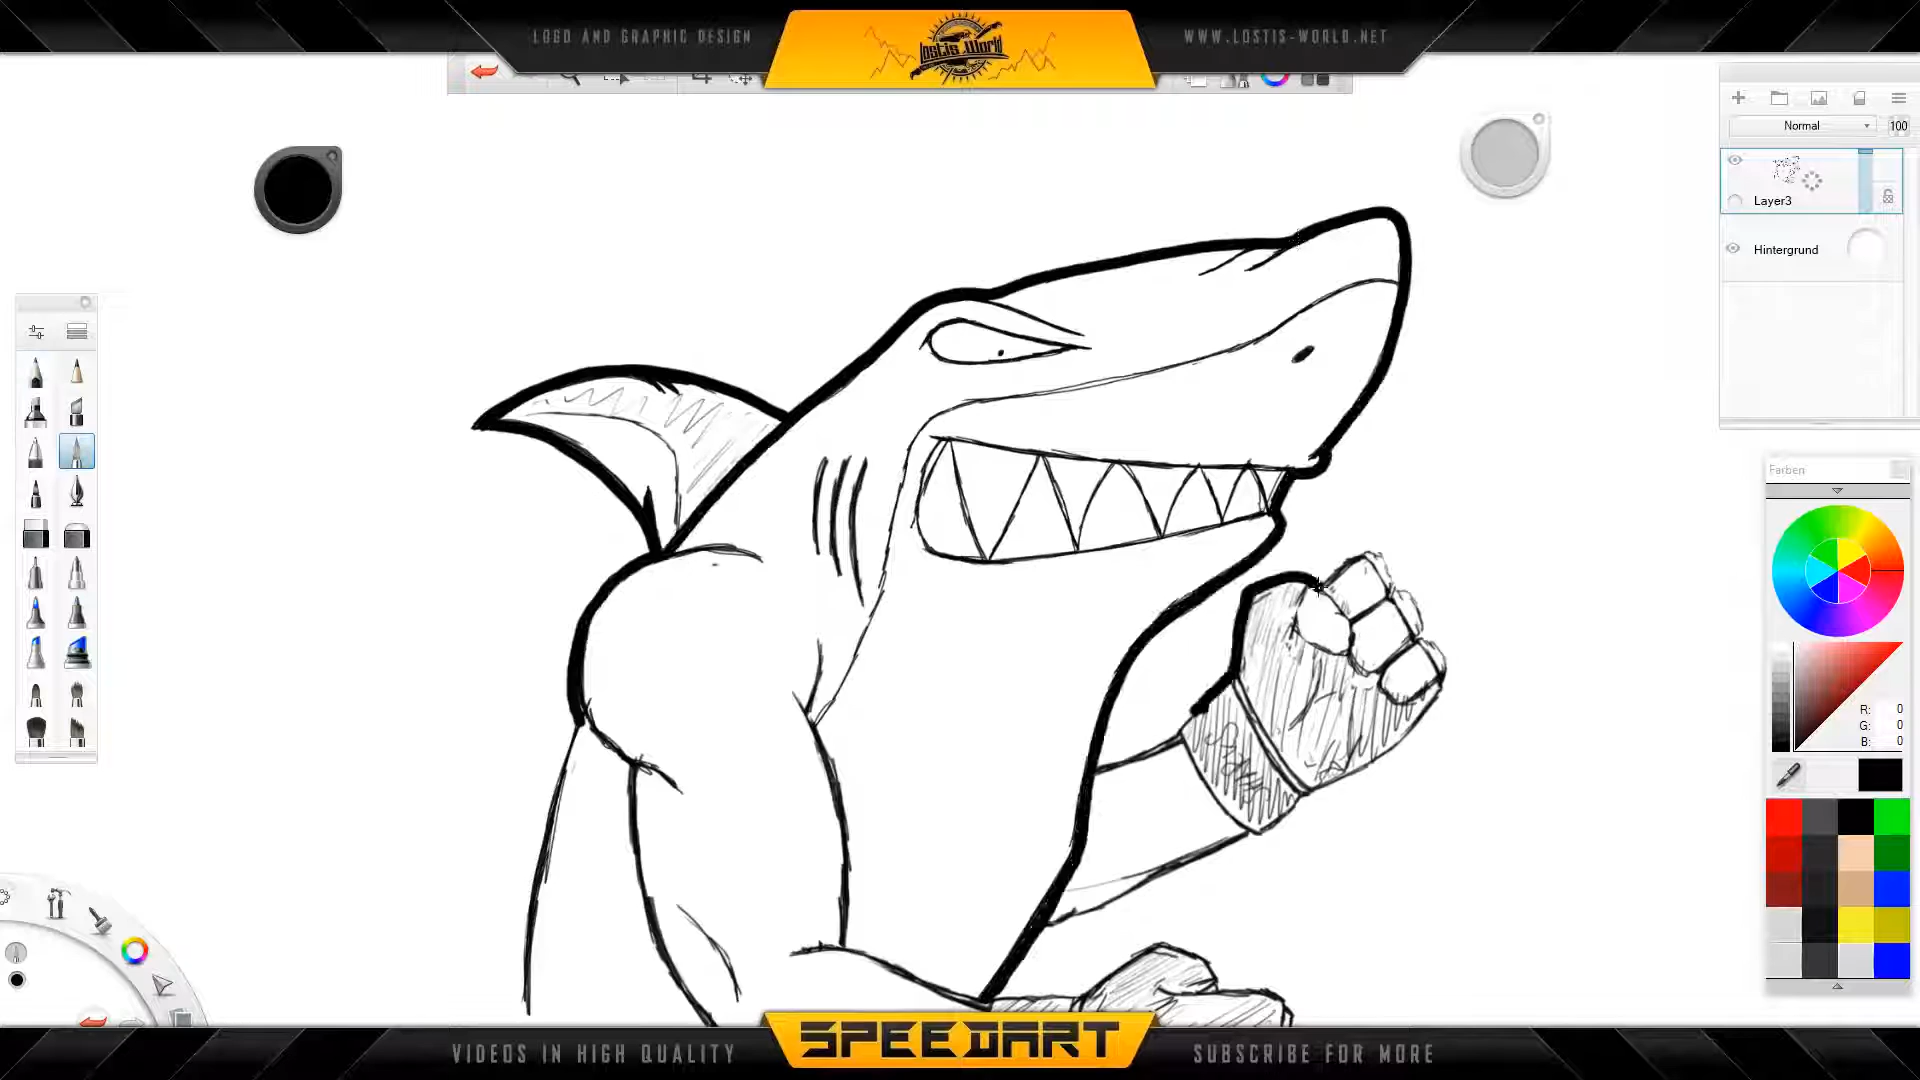 LOGO AND GRAPHIC DESIGN
Lostis World
WWW.LOSTIS-WORLD.NET
Normal
100
Layer3
Hintergrund
Farben
R: 0
G: 0
B: 0
VIDEOS IN HIGH QUALITY
SPEEDART
SUBSCRIBE FOR MORE